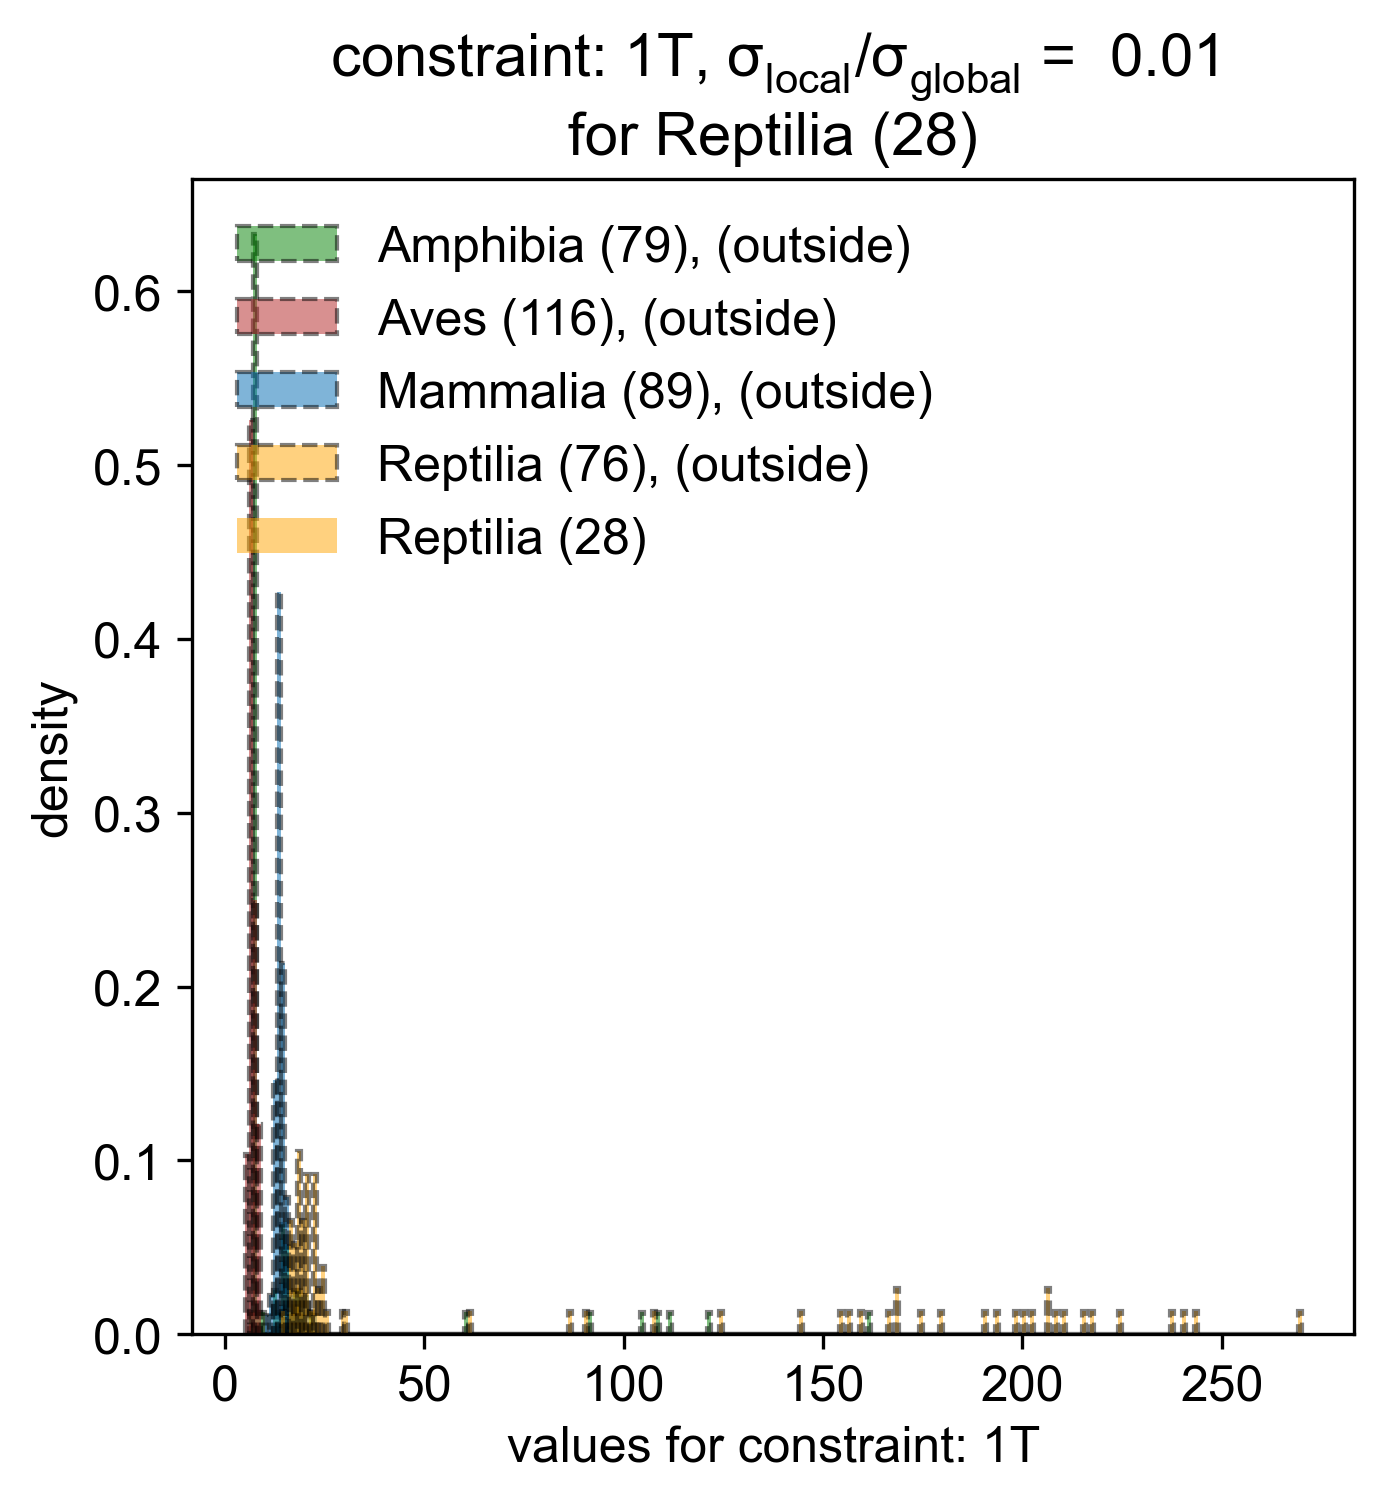 constraint: 1T, σlocal/σglobal = 0.01
for Reptilia (28)
Amphibia (79), (outside)
Aves (116), (outside)
Mammalia (89), (outside)
Reptilia (76), (outside)
Reptilia (28)
0.6
0.5
0.4
0.3
0.2
0.1
0.0
density
0 50 100 150 200 250
values for constraint: 1T